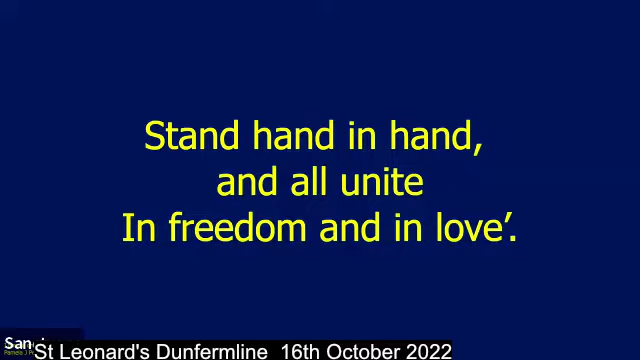 Stand hand in hand,
and all unite
In freedom and in love’.
St Leonard's Dunfermline 16th October 2022